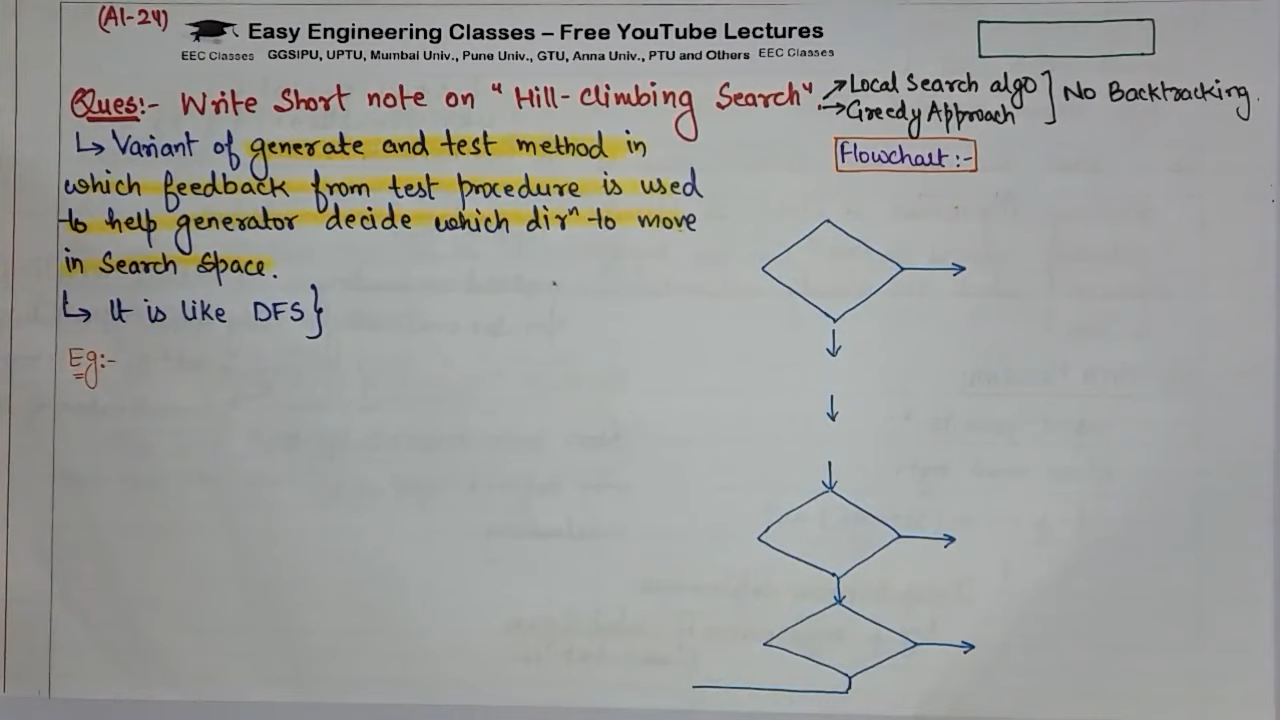 (AI-24)
Easy Engineering Classes – Free YouTube Lectures
EEC Classes GGSIPU, UPTU, Mumbai Univ., Pune Univ., GTU, Anna Univ., PTU and Others EEC Classes
Ques:- Write Short note on "Hill-Climbing Search".
→ Local Search algo
→ Greedy Approach
] No Backtracking.
↳ Variant of generate and test method in
which feedback from test procedure is used
to help generator decide which dirⁿ to move
in Search Space.
↳ It is like DFS}
Eg:-
Flowchart:-